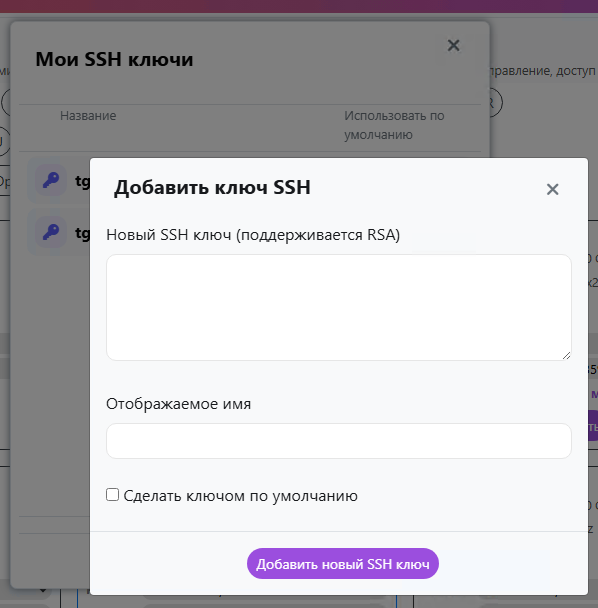 Мои SSH ключи
правление, доступ
Название
Использовать по
умолчанию
tg
tg
Добавить ключ SSH
Новый SSH ключ (поддерживается RSA)
Отображаемое имя
Сделать ключом по умолчанию
Добавить новый SSH ключ